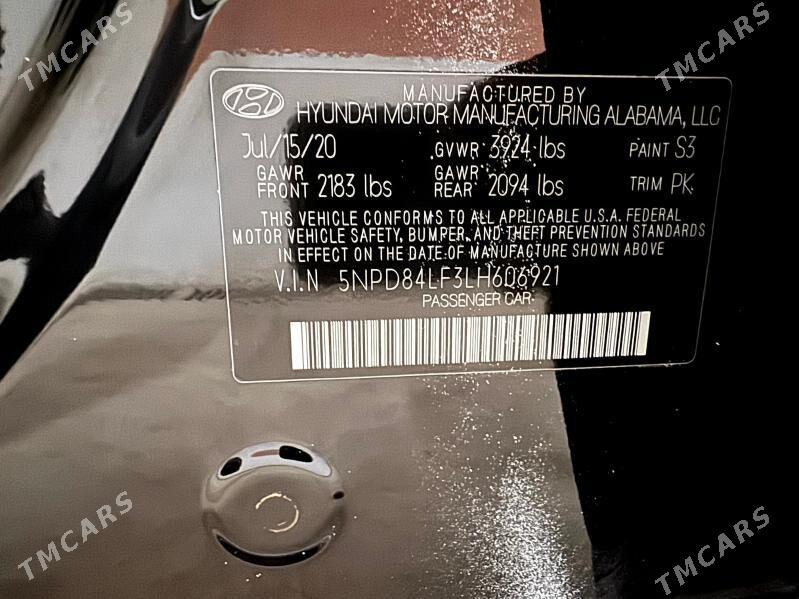 TMCARS
TMCARS
MANUFACTURED BY
HYUNDAI MOTOR MANUFACTURING ALABAMA, LLC
Jul/15/20 GVWR 3924 lbs PAINT S3
GAWR FRONT 2183 lbs GAWR REAR 2094 lbs TRIM PK
THIS VEHICLE CONFORMS TO ALL APPLICABLE U.S.A. FEDERAL
MOTOR VEHICLE SAFETY, BUMPER, AND THEFT PREVENTION STANDARDS
IN EFFECT ON THE DATE OF MANUFACTURE SHOWN ABOVE
V.I.N 5NPD84LF3LH606921
PASSENGER CAR
TMCARS
TMCARS